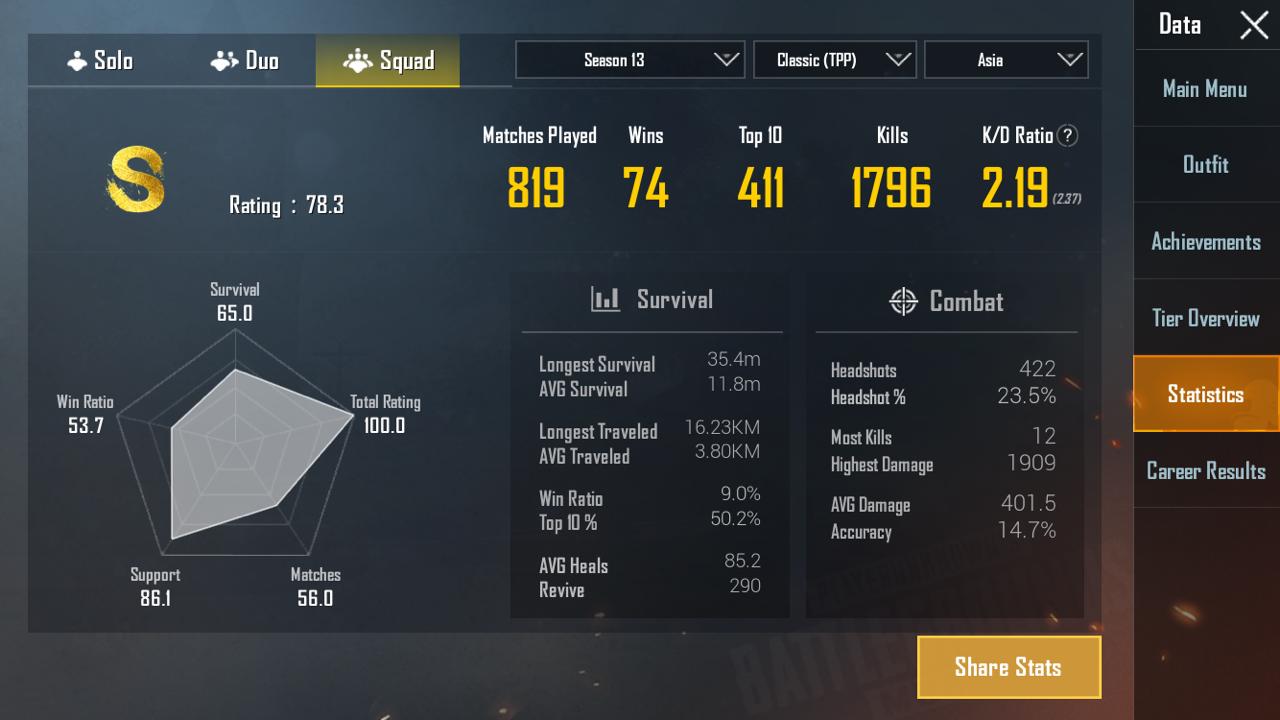 Solo
Duo
Squad
Season 13
Classic (TPP)
Asia
Data
Main Menu
Outfit
Achievements
Tier Overview
Statistics
Career Results
S
Rating : 78.3
Matches Played
819
Wins
74
Top 10
411
Kills
1796
K/D Ratio ?
2.19 (2.37)
Survival
65.0
Win Ratio
53.7
Total Rating
100.0
Support
86.1
Matches
56.0
Survival
Longest Survival 35.4m
AVG Survival 11.8m
Longest Traveled 16.23KM
AVG Traveled 3.80KM
Win Ratio 9.0%
Top 10 % 50.2%
AVG Heals 85.2
Revive 290
Combat
Headshots 422
Headshot % 23.5%
Most Kills 12
Highest Damage 1909
AVG Damage 401.5
Accuracy 14.7%
Share Stats